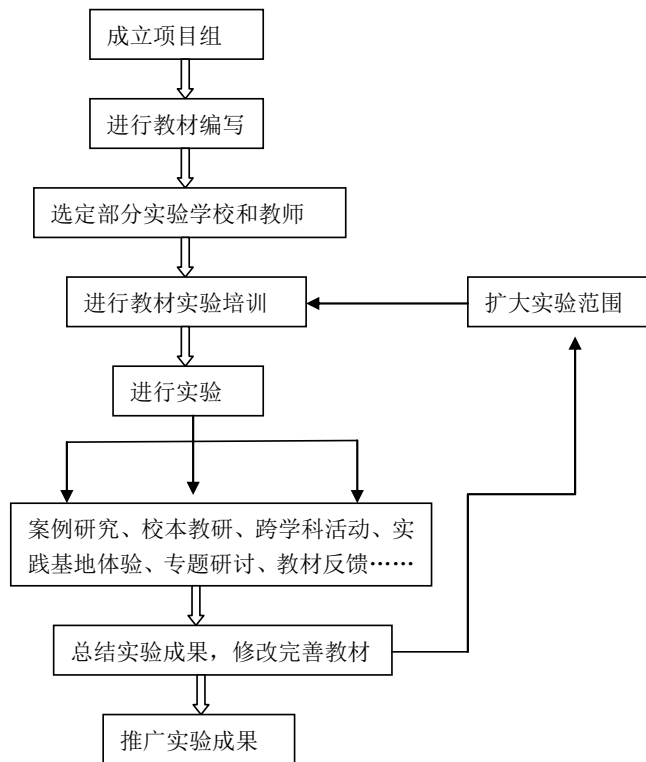 成立项目组
进行教材编写
选定部分实验学校和教师
进行教材实验培训
扩大实验范围
进行实验
案例研究、校本教研、跨学科活动、实
践基地体验、专题研讨、教材反馈……
总结实验成果，修改完善教材
推广实验成果